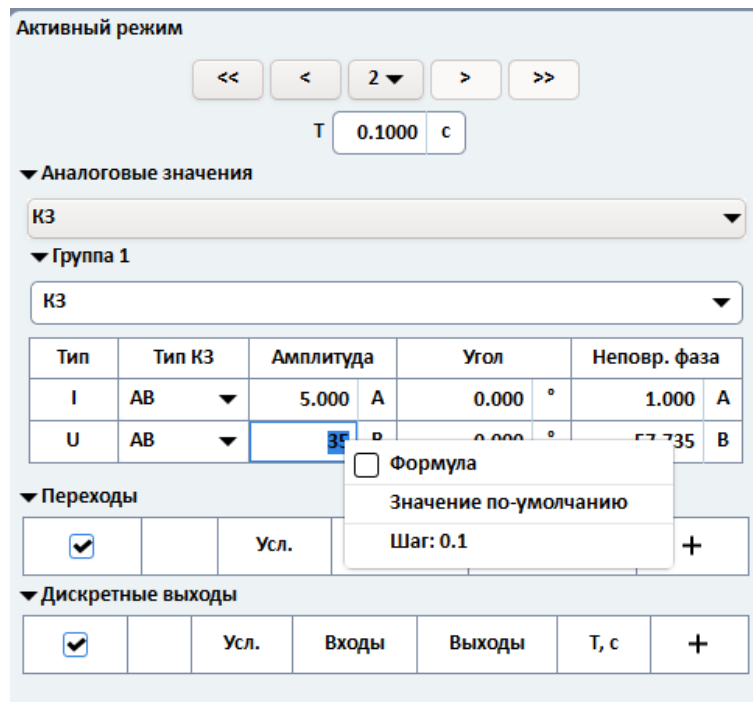 Активный режим
<< < 2 > >>
T 0.1000 с
Аналоговые значения
КЗ
Группа 1
КЗ
Тип Тип КЗ Амплитуда Угол Неповр. фаза
I AB 5.000 А 0.000 ° 1.000 А
U AB 35 В 0.000 ° 57.735 В
Формула
Значение по-умолчанию
Шаг: 0.1
Переходы
Усл. +
Дискретные выходы
Усл. Входы Выходы T, с +